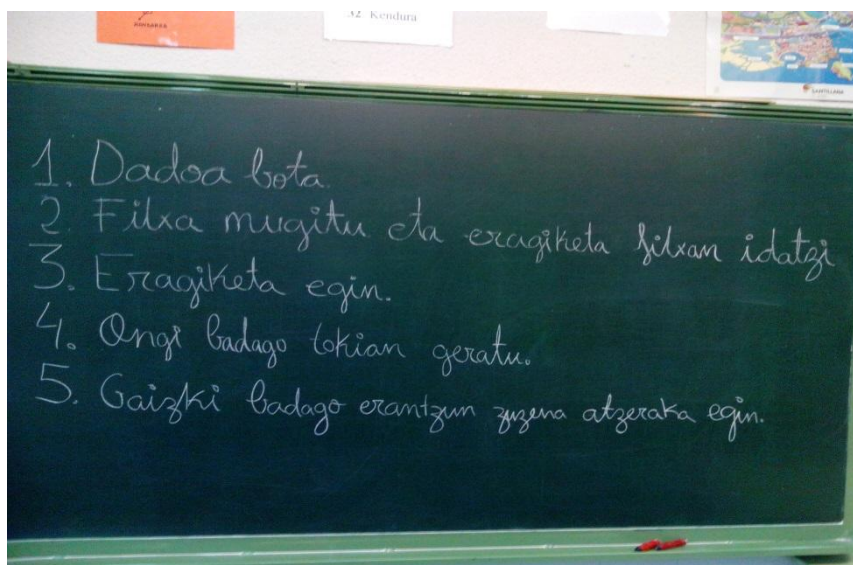 32 Kendura
SANTILLANA
1. Dadoa bota.
2. Fitxa mugitu eta eragiketa fitxan idatzi
3. Eragiketa egin.
4. Ongi badago tokian geratu.
5. Gaizki badago erantzun zuzena atzeraka egin.